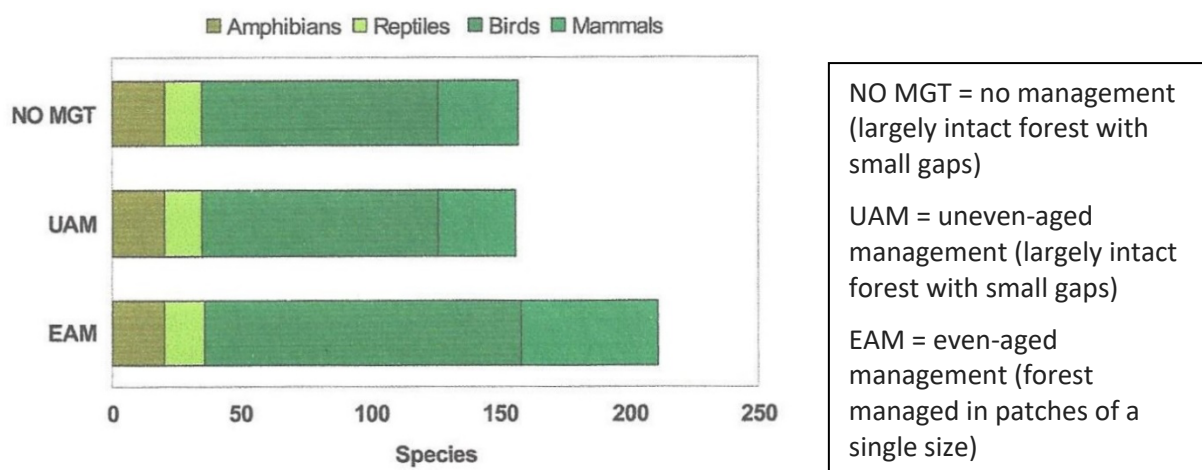 Amphibians Reptiles Birds Mammals
NO MGT
UAM
EAM
0 50 100 150 200 250
Species
NO MGT = no management
(largely intact forest with
small gaps)
UAM = uneven-aged
management (largely intact
forest with small gaps)
EAM = even-aged
management (forest
managed in patches of a
single size)